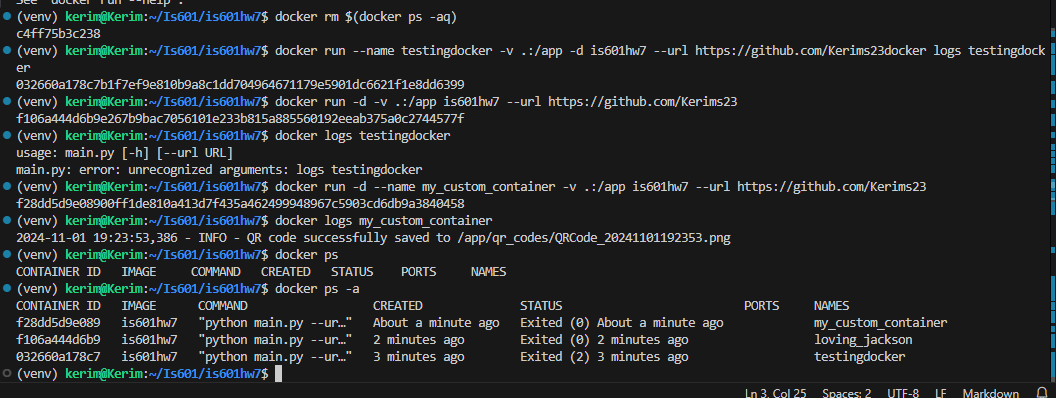 See 'docker run --help'.
(venv) kerim@Kerim:~/Is601/is601hw7$ docker rm $(docker ps -aq)
c4ff75b3c238
(venv) kerim@Kerim:~/Is601/is601hw7$ docker run --name testingdocker -v .:/app -d is601hw7 --url https://github.com/Kerims23docker logs testingdock
er
032660a178c7b1f7ef9e810b9a8c1dd704964671179e5901dc6621f1e8dd6399
(venv) kerim@Kerim:~/Is601/is601hw7$ docker run -d -v .:/app is601hw7 --url https://github.com/Kerims23
f106a444d6b9e267b9bac7056101e233b815a885560192eeab375a0c2744577f
(venv) kerim@Kerim:~/Is601/is601hw7$ docker logs testingdocker
usage: main.py [-h] [--url URL]
main.py: error: unrecognized arguments: logs testingdocker
(venv) kerim@Kerim:~/Is601/is601hw7$ docker run -d --name my_custom_container -v .:/app is601hw7 --url https://github.com/Kerims23
f28dd5d9e08900ff1de810a413d7f435a462499948967c5903cd6db9a3840458
(venv) kerim@Kerim:~/Is601/is601hw7$ docker logs my_custom_container
2024-11-01 19:23:53,386 - INFO - QR code successfully saved to /app/qr_codes/QRCode_20241101192353.png
(venv) kerim@Kerim:~/Is601/is601hw7$ docker ps
CONTAINER ID   IMAGE     COMMAND   CREATED   STATUS    PORTS     NAMES
(venv) kerim@Kerim:~/Is601/is601hw7$ docker ps -a
CONTAINER ID   IMAGE      COMMAND                  CREATED              STATUS                          PORTS     NAMES
f28dd5d9e089   is601hw7   "python main.py --ur…"   About a minute ago   Exited (0) About a minute ago             my_custom_container
f106a444d6b9   is601hw7   "python main.py --ur…"   2 minutes ago        Exited (0) 2 minutes ago                  loving_jackson
032660a178c7   is601hw7   "python main.py --ur…"   3 minutes ago        Exited (2) 3 minutes ago                  testingdocker
(venv) kerim@Kerim:~/Is601/is601hw7$
Ln 3, Col 25   Spaces: 2   UTF-8   LF   Markdown